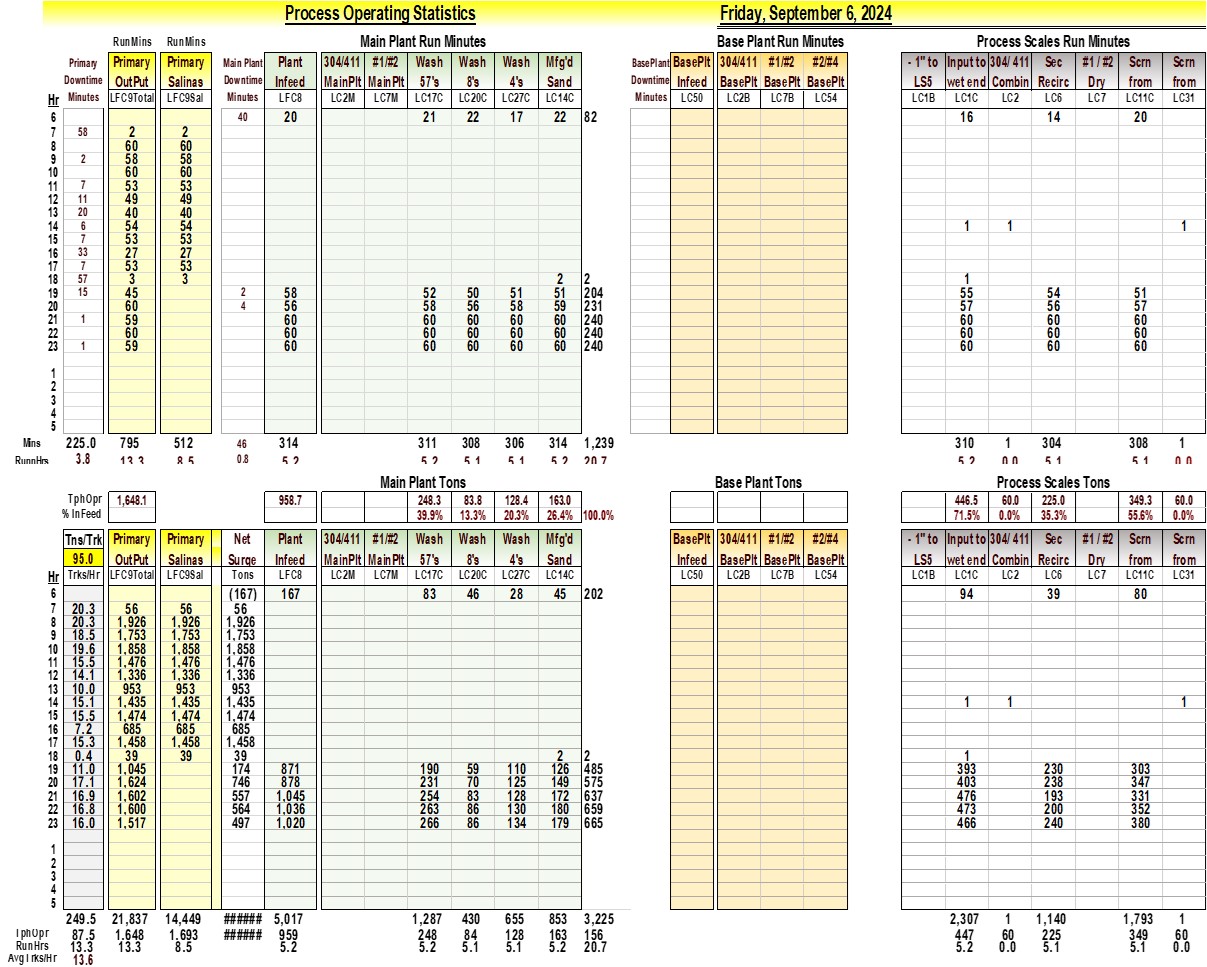 Process Operating Statistics Friday, September 6, 2024
RunMins RunMins Main Plant Run Minutes Base Plant Run Minutes Process Scales Run Minutes
Primary Primary Primary Main Plant Plant 304/411 #1/#2 Wash Wash Wash Mfg'd BasePlant BasePlt 304/411 #1/#2 #2/#4 - 1" to Input to 304/ 411 Sec #1 / #2 Scrn Scrn
Downtime OutPut Salinas Downtime Infeed MainPlt MainPlt 57's 8's 4's Sand Downtime Infeed BasePlt BasePlt BasePlt LS5 wet end Combin Recirc Dry from from
Hr Minutes LFC9Total LFC9Sal Minutes LFC8 LC2M LC7M LC17C LC20C LC27C LC14C Minutes LC50 LC2B LC7B LC54 LC1B LC1C LC2 LC6 LC7 LC11C LC31
6 40 20 21 22 17 22 82 16 14 20
7 58 2 2
8 60 60
9 2 58 58
10 60 60
11 7 53 53
12 11 49 49
13 20 40 40
14 6 54 54 1 1 1
15 7 53 53
16 33 27 27
17 7 53 53
18 57 3 3 2 2 1
19 15 45 2 58 52 50 51 51 204 55 54 51
20 60 4 56 58 56 58 59 231 57 56 57
21 1 59 60 60 60 60 60 240 60 60 60
22 60 60 60 60 60 60 240 60 60 60
23 1 59 60 60 60 60 60 240 60 60 60
1
2
3
4
5
Mins 225.0 795 512 46 314 311 308 306 314 1,239 310 1 304 308 1
RunnHrs 3.8 13.3 8.5 0.8 5.2 5.2 5.1 5.1 5.2 20.7 5.2 0.0 5.1 5.1 0.0
Main Plant Tons Base Plant Tons Process Scales Tons
TphOpr 1,648.1 958.7 248.3 83.8 128.4 163.0 446.5 60.0 225.0 349.3 60.0
% InFeed 39.9% 13.3% 20.3% 26.4% 100.0% 71.5% 0.0% 35.3% 55.6% 0.0%
Tns/Trk Primary Primary Net Plant 304/411 #1/#2 Wash Wash Wash Mfg'd BasePlt 304/411 #1/#2 #2/#4 - 1" to Input to 304/ 411 Sec #1 / #2 Scrn Scrn
95.0 OutPut Salinas Surge Infeed MainPlt MainPlt 57's 8's 4's Sand Infeed BasePlt BasePlt BasePlt LS5 wet end Combin Recirc Dry from from
Hr Trks/Hr LFC9Total LFC9Sal Tons LFC8 LC2M LC7M LC17C LC20C LC27C LC14C LC50 LC2B LC7B LC54 LC1B LC1C LC2 LC6 LC7 LC11C LC31
6 (167) 167 83 46 28 45 202 94 39 80
7 20.3 56 56 56
8 20.3 1,926 1,926 1,926
9 18.5 1,753 1,753 1,753
10 19.6 1,858 1,858 1,858
11 15.5 1,476 1,476 1,476
12 14.1 1,336 1,336 1,336
13 10.0 953 953 953
14 15.1 1,435 1,435 1,435 1 1 1
15 15.5 1,474 1,474 1,474
16 7.2 685 685 685
17 15.3 1,458 1,458 1,458
18 0.4 39 39 39 2 2 1
19 11.0 1,045 174 871 190 59 110 126 485 393 230 303
20 17.1 1,624 746 878 231 70 125 149 575 403 238 347
21 16.9 1,602 557 1,045 254 83 128 172 637 476 193 331
22 16.8 1,600 564 1,036 263 86 130 180 659 473 200 352
23 16.0 1,517 497 1,020 266 86 134 179 665 466 240 380
1
2
3
4
5
249.5 21,837 14,449 ###### 5,017 1,287 430 655 853 3,225 2,307 1 1,140 1,793 1
TphOpr 87.5 1,648 1,693 ###### 959 248 84 128 163 156 447 60 225 349 60
RunHrs 13.3 13.3 8.5 5.2 5.2 5.1 5.1 5.2 20.7 5.2 0.0 5.1 5.1 0.0
AvgTrks/Hr 13.6